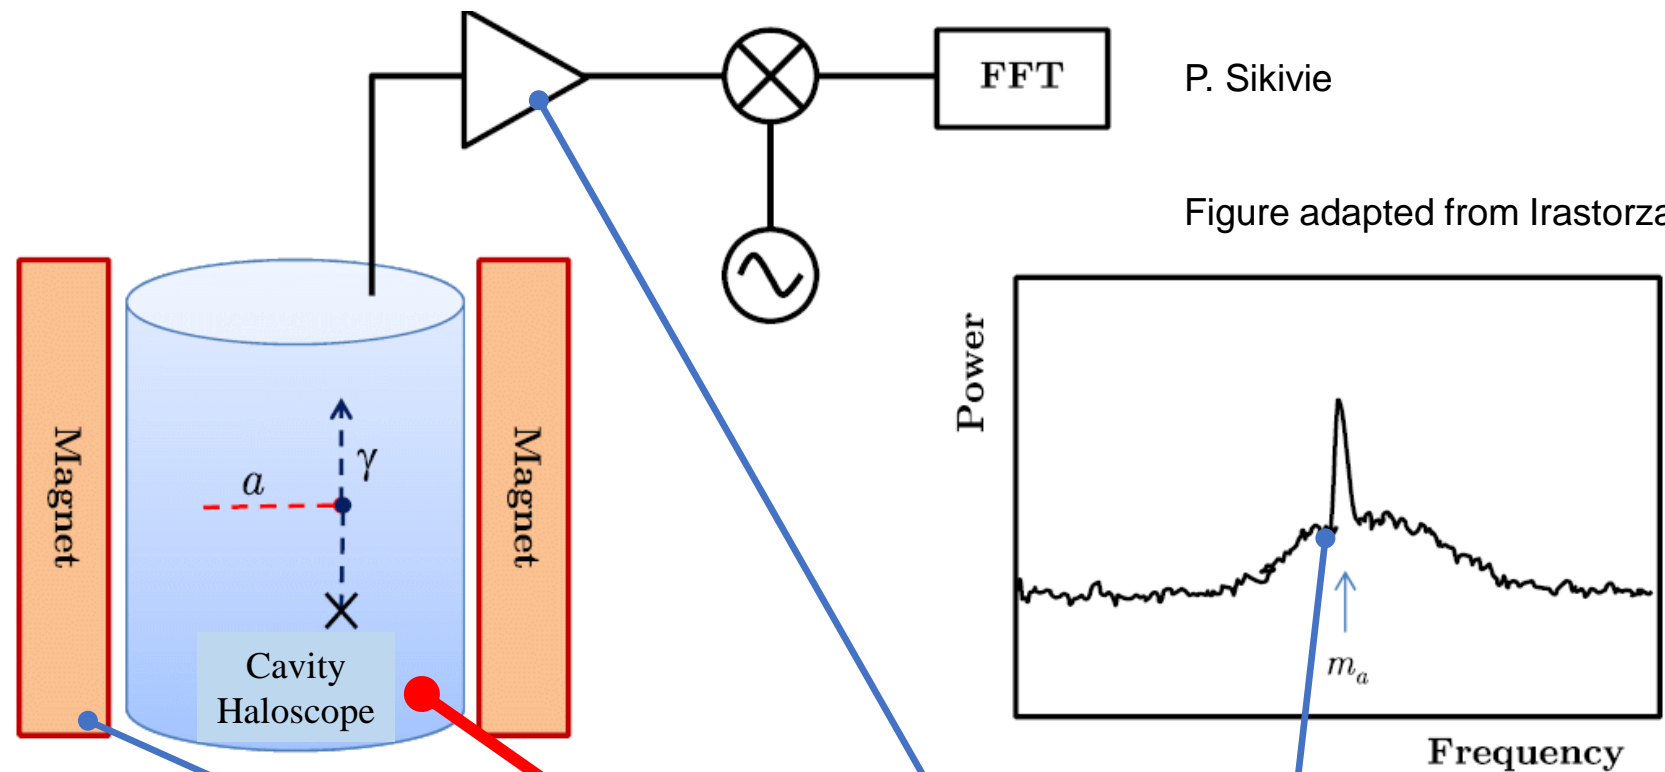 FFT
P. Sikivie
Figure adapted from Irastorza
Magnet
a
γ
Magnet
Cavity
Haloscope
Power
m_a
Frequency